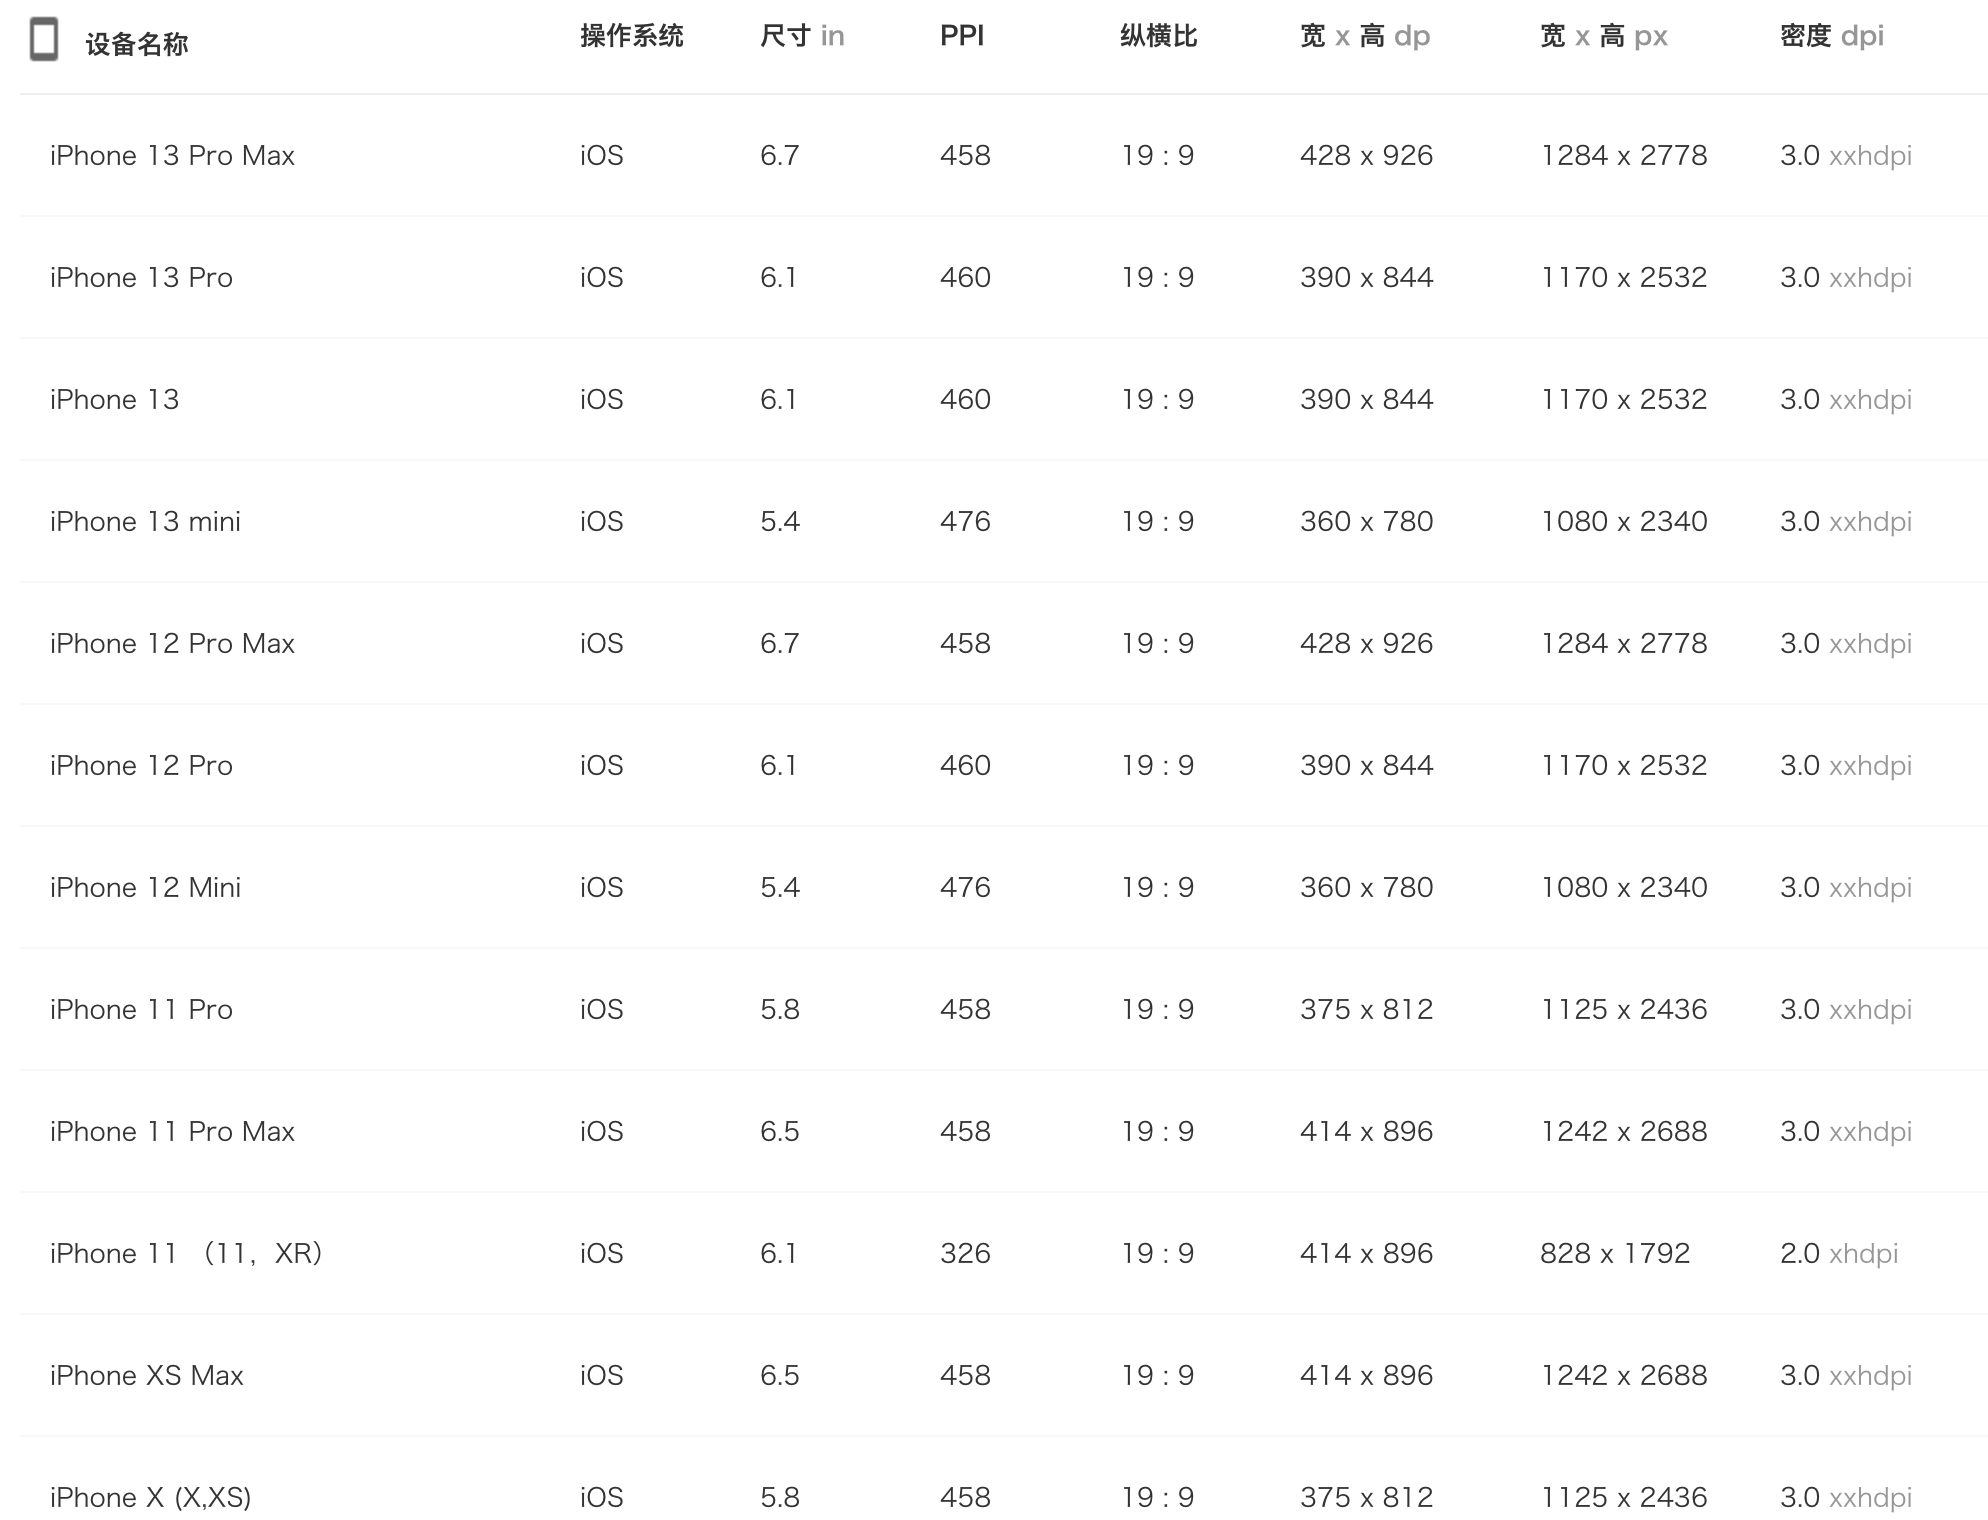 设备名称 操作系统 尺寸 in PPI 纵横比 宽 x 高 dp 宽 x 高 px 密度 dpi
iPhone 13 Pro Max iOS 6.7 458 19 : 9 428 x 926 1284 x 2778 3.0 xxhdpi
iPhone 13 Pro iOS 6.1 460 19 : 9 390 x 844 1170 x 2532 3.0 xxhdpi
iPhone 13 iOS 6.1 460 19 : 9 390 x 844 1170 x 2532 3.0 xxhdpi
iPhone 13 mini iOS 5.4 476 19 : 9 360 x 780 1080 x 2340 3.0 xxhdpi
iPhone 12 Pro Max iOS 6.7 458 19 : 9 428 x 926 1284 x 2778 3.0 xxhdpi
iPhone 12 Pro iOS 6.1 460 19 : 9 390 x 844 1170 x 2532 3.0 xxhdpi
iPhone 12 Mini iOS 5.4 476 19 : 9 360 x 780 1080 x 2340 3.0 xxhdpi
iPhone 11 Pro iOS 5.8 458 19 : 9 375 x 812 1125 x 2436 3.0 xxhdpi
iPhone 11 Pro Max iOS 6.5 458 19 : 9 414 x 896 1242 x 2688 3.0 xxhdpi
iPhone 11 （11，XR） iOS 6.1 326 19 : 9 414 x 896 828 x 1792 2.0 xhdpi
iPhone XS Max iOS 6.5 458 19 : 9 414 x 896 1242 x 2688 3.0 xxhdpi
iPhone X (X,XS) iOS 5.8 458 19 : 9 375 x 812 1125 x 2436 3.0 xxhdpi